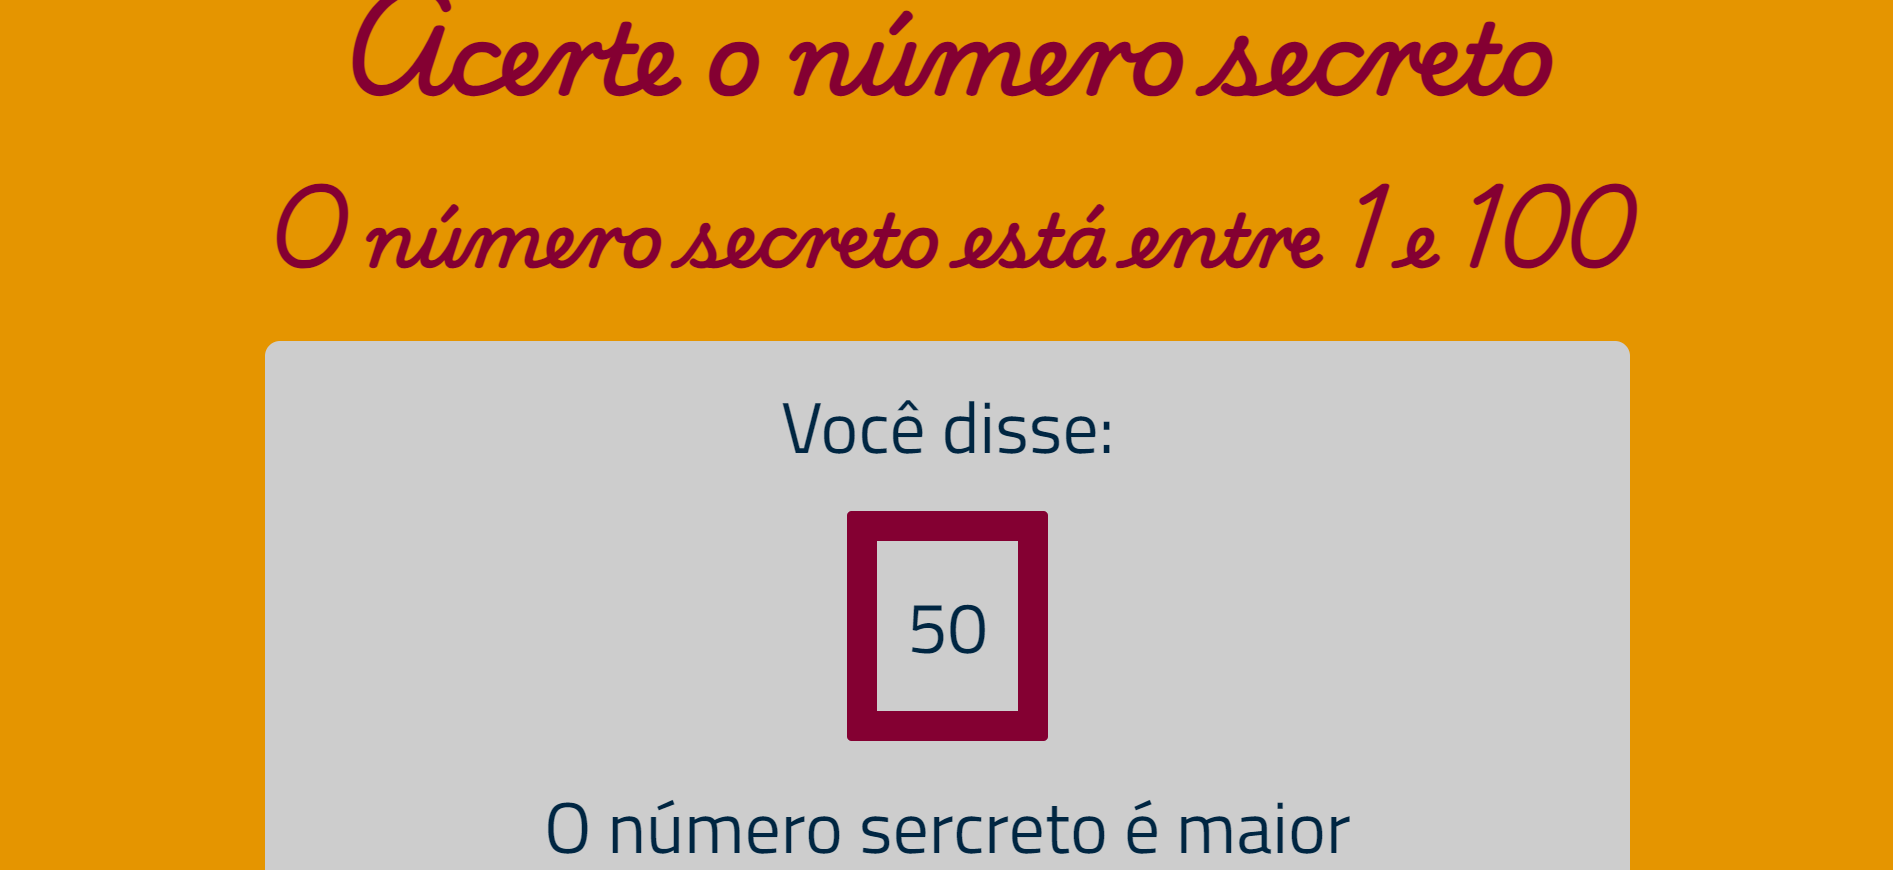 Acerte o número secreto
O número secreto está entre 1 e 100
Você disse:
50
O número sercreto é maior